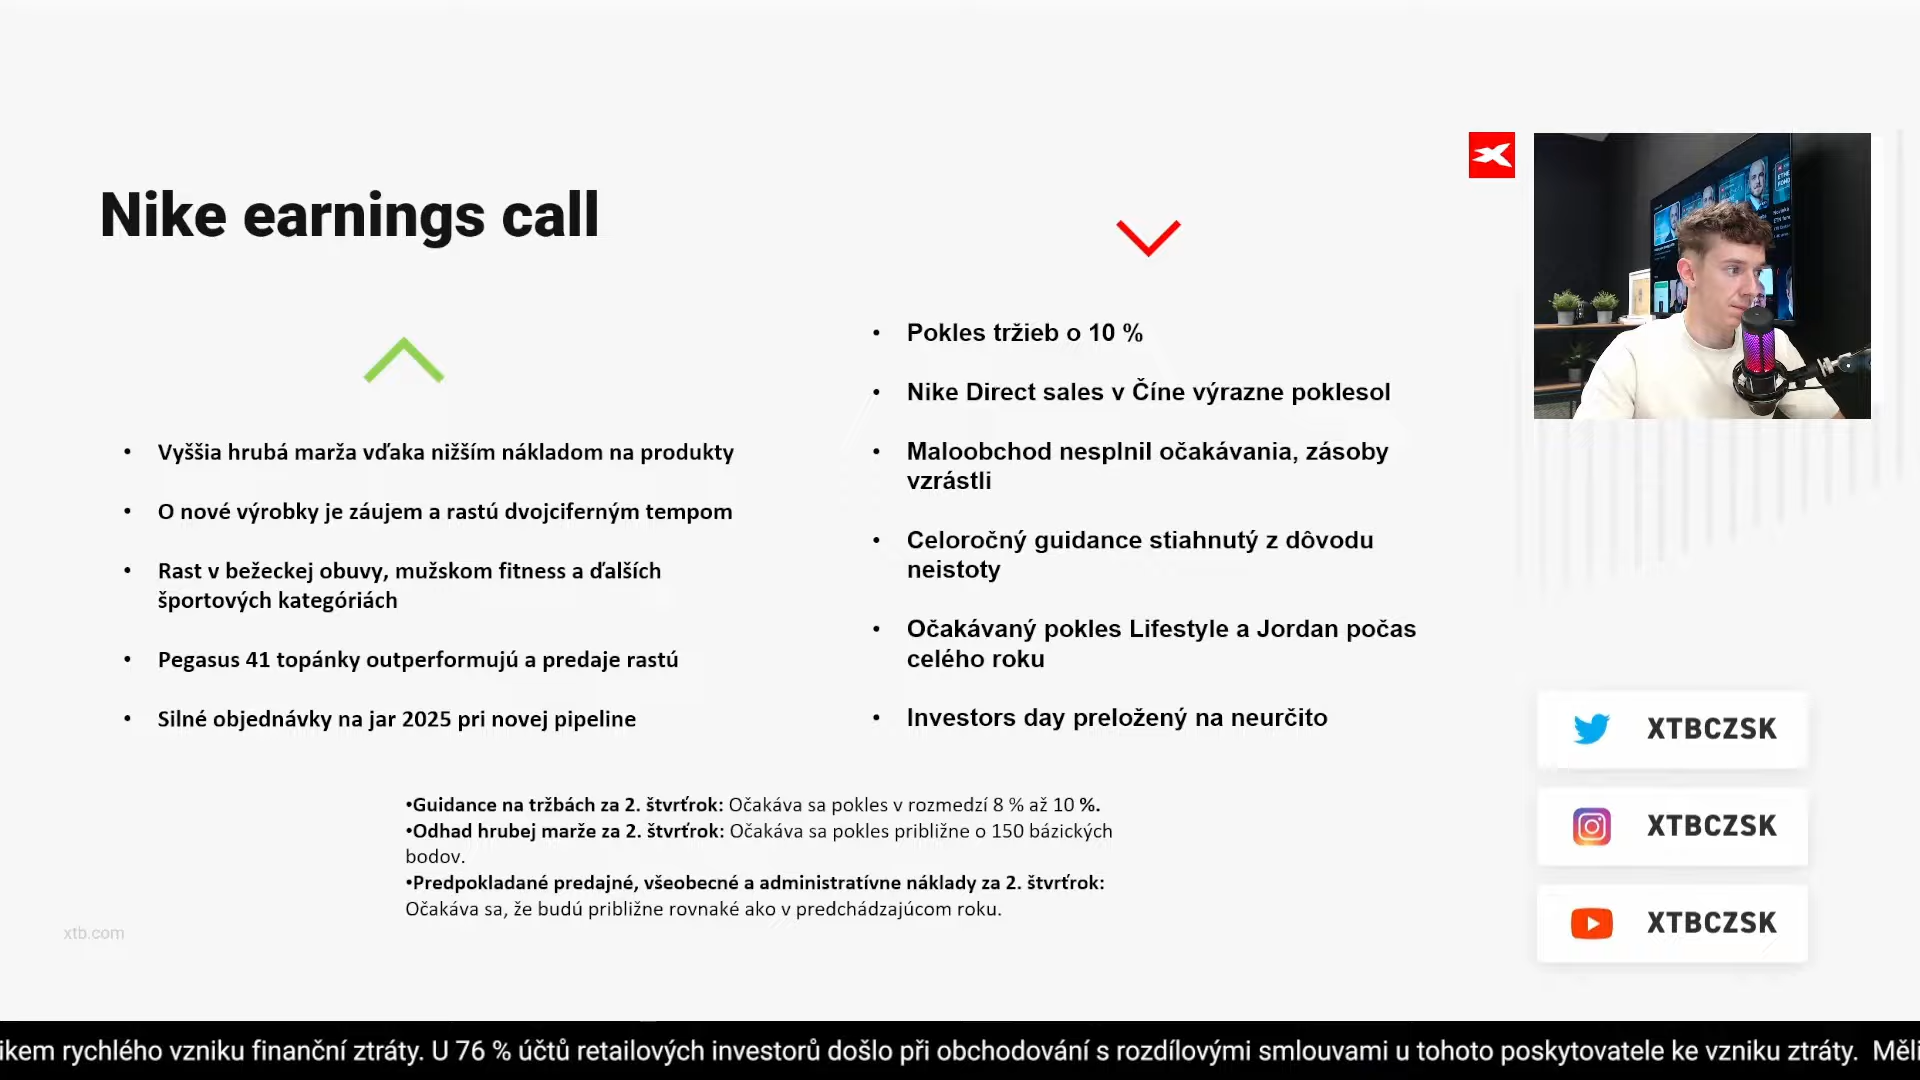 Nike earnings call
• Vyššia hrubá marža vďaka nižším nákladom na produkty
• O nové výrobky je záujem a rastú dvojciferným tempom
• Rast v bežeckej obuvy, mužskom fitness a ďalších
športových kategóriách
• Pegasus 41 topánky outperformujú a predaje rastú
• Silné objednávky na jar 2025 pri novej pipeline
• Pokles tržieb o 10 %
• Nike Direct sales v Číne výrazne poklesol
• Maloobchod nesplnil očakávania, zásoby
vzrástli
• Celoročný guidance stiahnutý z dôvodu
neistoty
• Očakávaný pokles Lifestyle a Jordan počas
celého roku
• Investors day preložený na neurčito
•Guidance na tržbách za 2. štvrťrok: Očakáva sa pokles v rozmedzí 8 % až 10 %.
•Odhad hrubej marže za 2. štvrťrok: Očakáva sa pokles približne o 150 bázických
bodov.
•Predpokladané predajné, všeobecné a administratívne náklady za 2. štvrťrok:
Očakáva sa, že budú približne rovnaké ako v predchádzajúcom roku.
XTBCZSK
XTBCZSK
XTBCZSK
xtb.com
ikem rychlého vzniku finanční ztráty. U 76 % účtů retailových investorů došlo při obchodování s rozdílovými smlouvami u tohoto poskytovatele ke vzniku ztráty. Měli